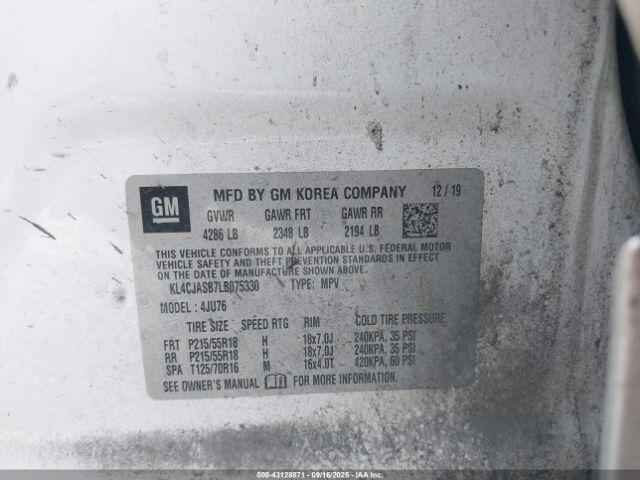 GM MFD BY GM KOREA COMPANY 12 / 19
GVWR GAWR FRT GAWR RR
4286 LB 2348 LB 2194 LB
THIS VEHICLE CONFORMS TO ALL APPLICABLE U.S. FEDERAL MOTOR
VEHICLE SAFETY AND THEFT PREVENTION STANDARDS IN EFFECT ON
THE DATE OF MANUFACTURE SHOWN ABOVE.
KL4CJASB7LB075330 TYPE: MPV
MODEL : 4JU76
TIRE SIZE SPEED RTG RIM COLD TIRE PRESSURE
FRT P215/55R18 H 18x7.0J 240KPA, 35 PSI
RR P215/55R18 H 18x7.0J 240KPA, 35 PSI
SPA T125/70R16 M 16x4.0T 420KPA, 60 PSI
SEE OWNER'S MANUAL FOR MORE INFORMATION.
©00-43128871 - 09/16/2025 - IAAI.COM